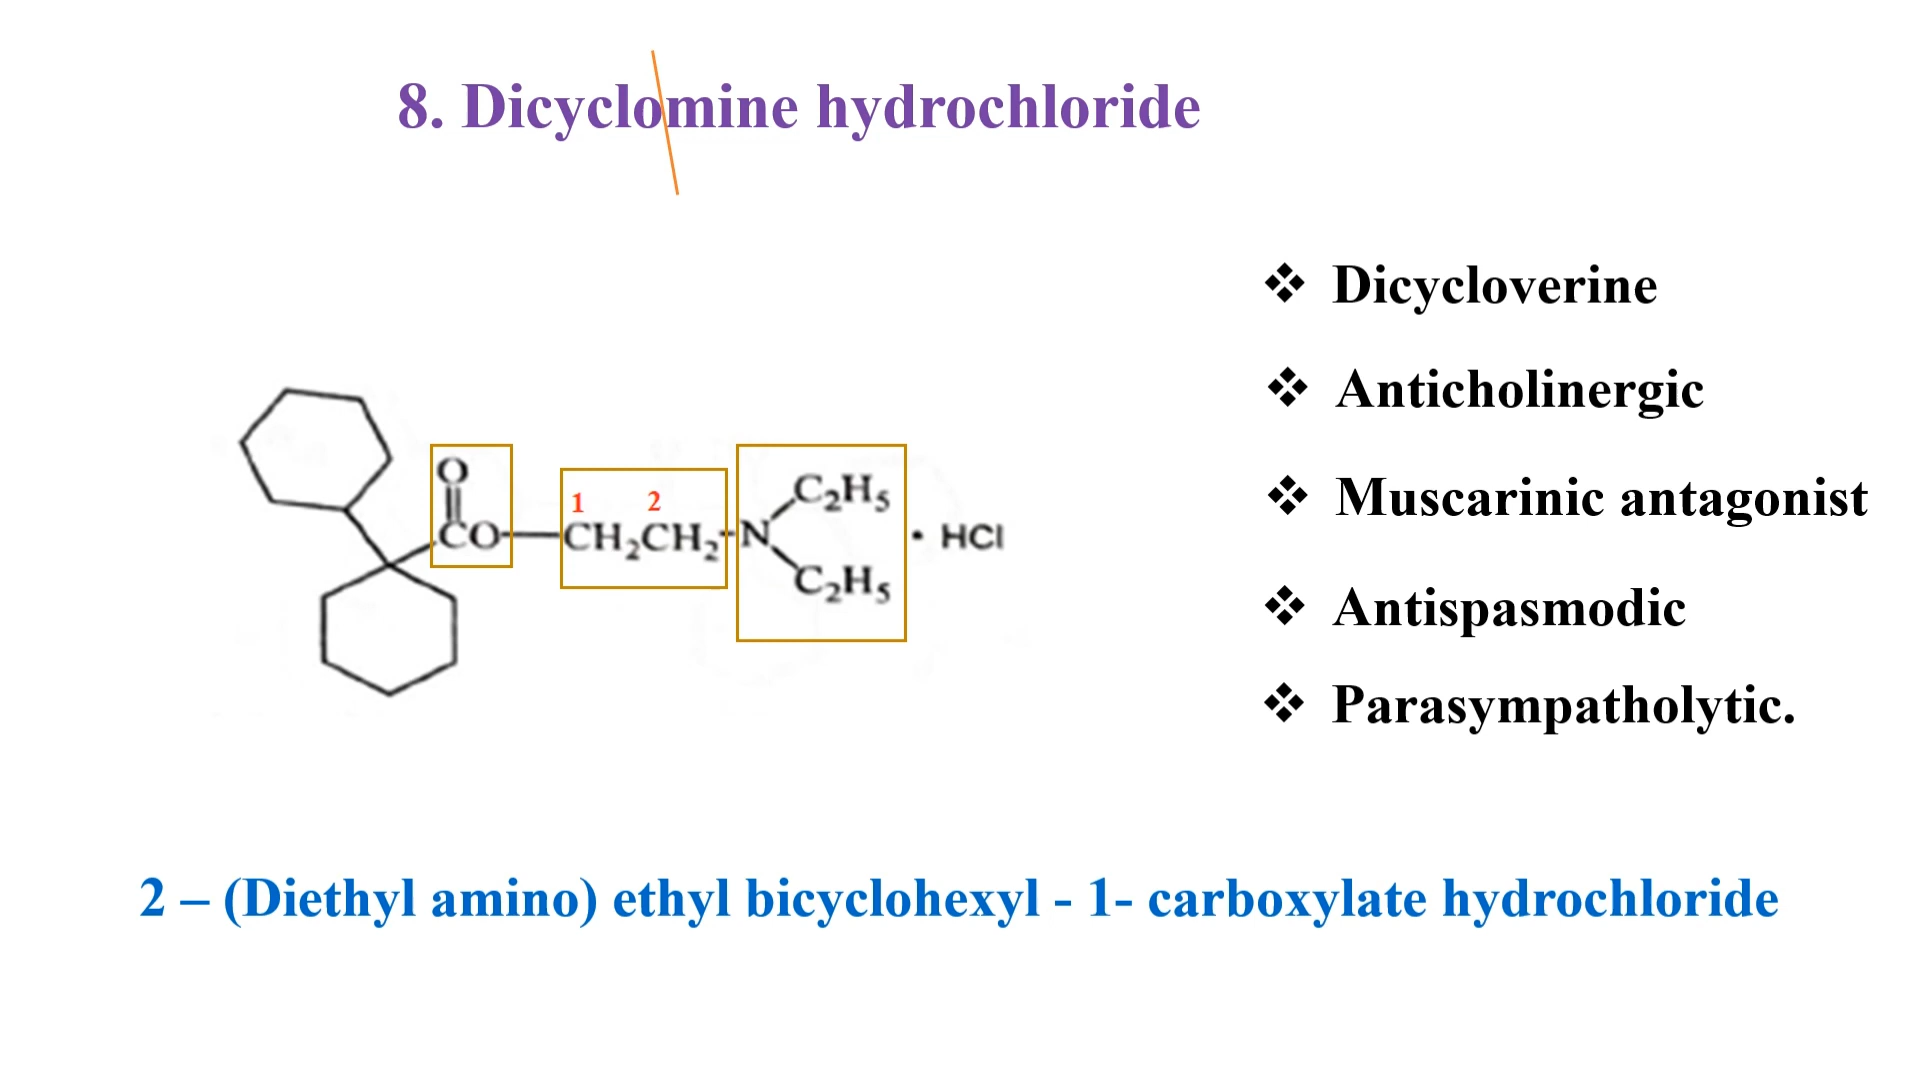 8. Dicyclomine hydrochloride
❖ Dicycloverine
❖ Anticholinergic
❖ Muscarinic antagonist
❖ Antispasmodic
❖ Parasympatholytic.
O
1 2
CO CH₂CH₂ N
C₂H₅
C₂H₅
· HCl
2 – (Diethyl amino) ethyl bicyclohexyl - 1- carboxylate hydrochloride